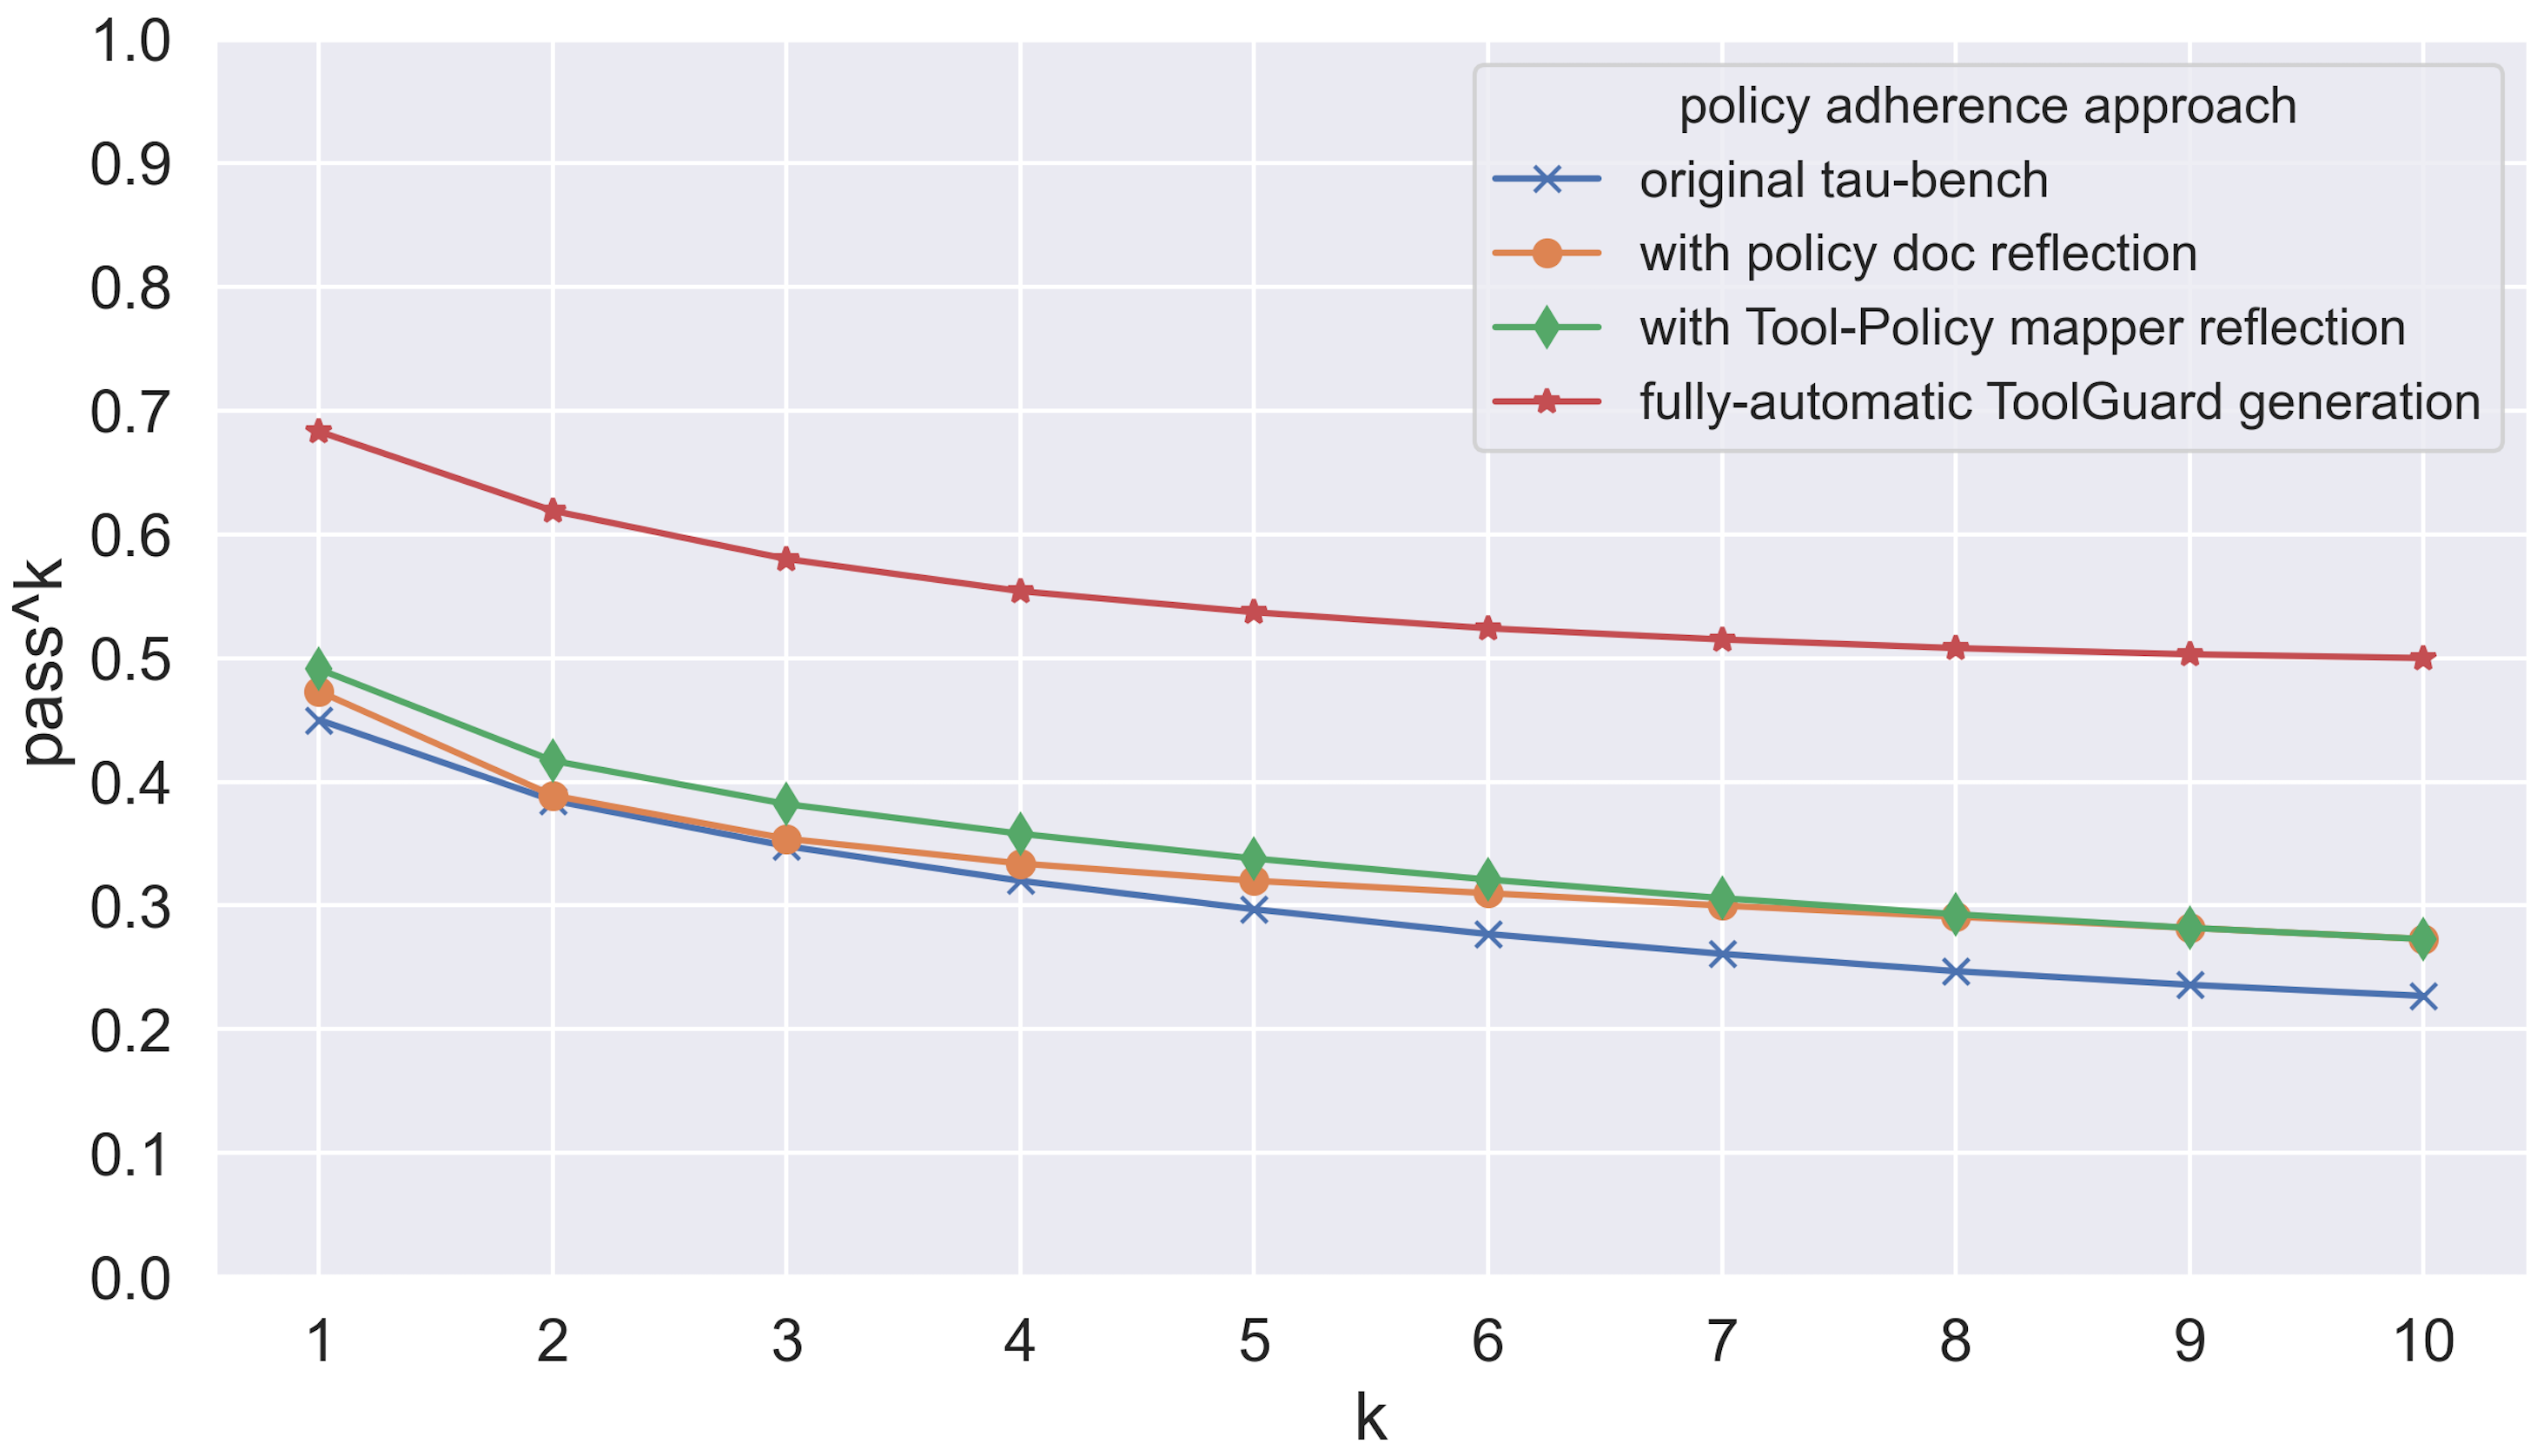 1.0
0.9
0.8
0.7
0.6
0.5
0.4
0.3
0.2
0.1
0.0
pass^k
policy adherence approach
original tau-bench
with policy doc reflection
with Tool-Policy mapper reflection
fully-automatic ToolGuard generation
1 2 3 4 5 6 7 8 9 10
k